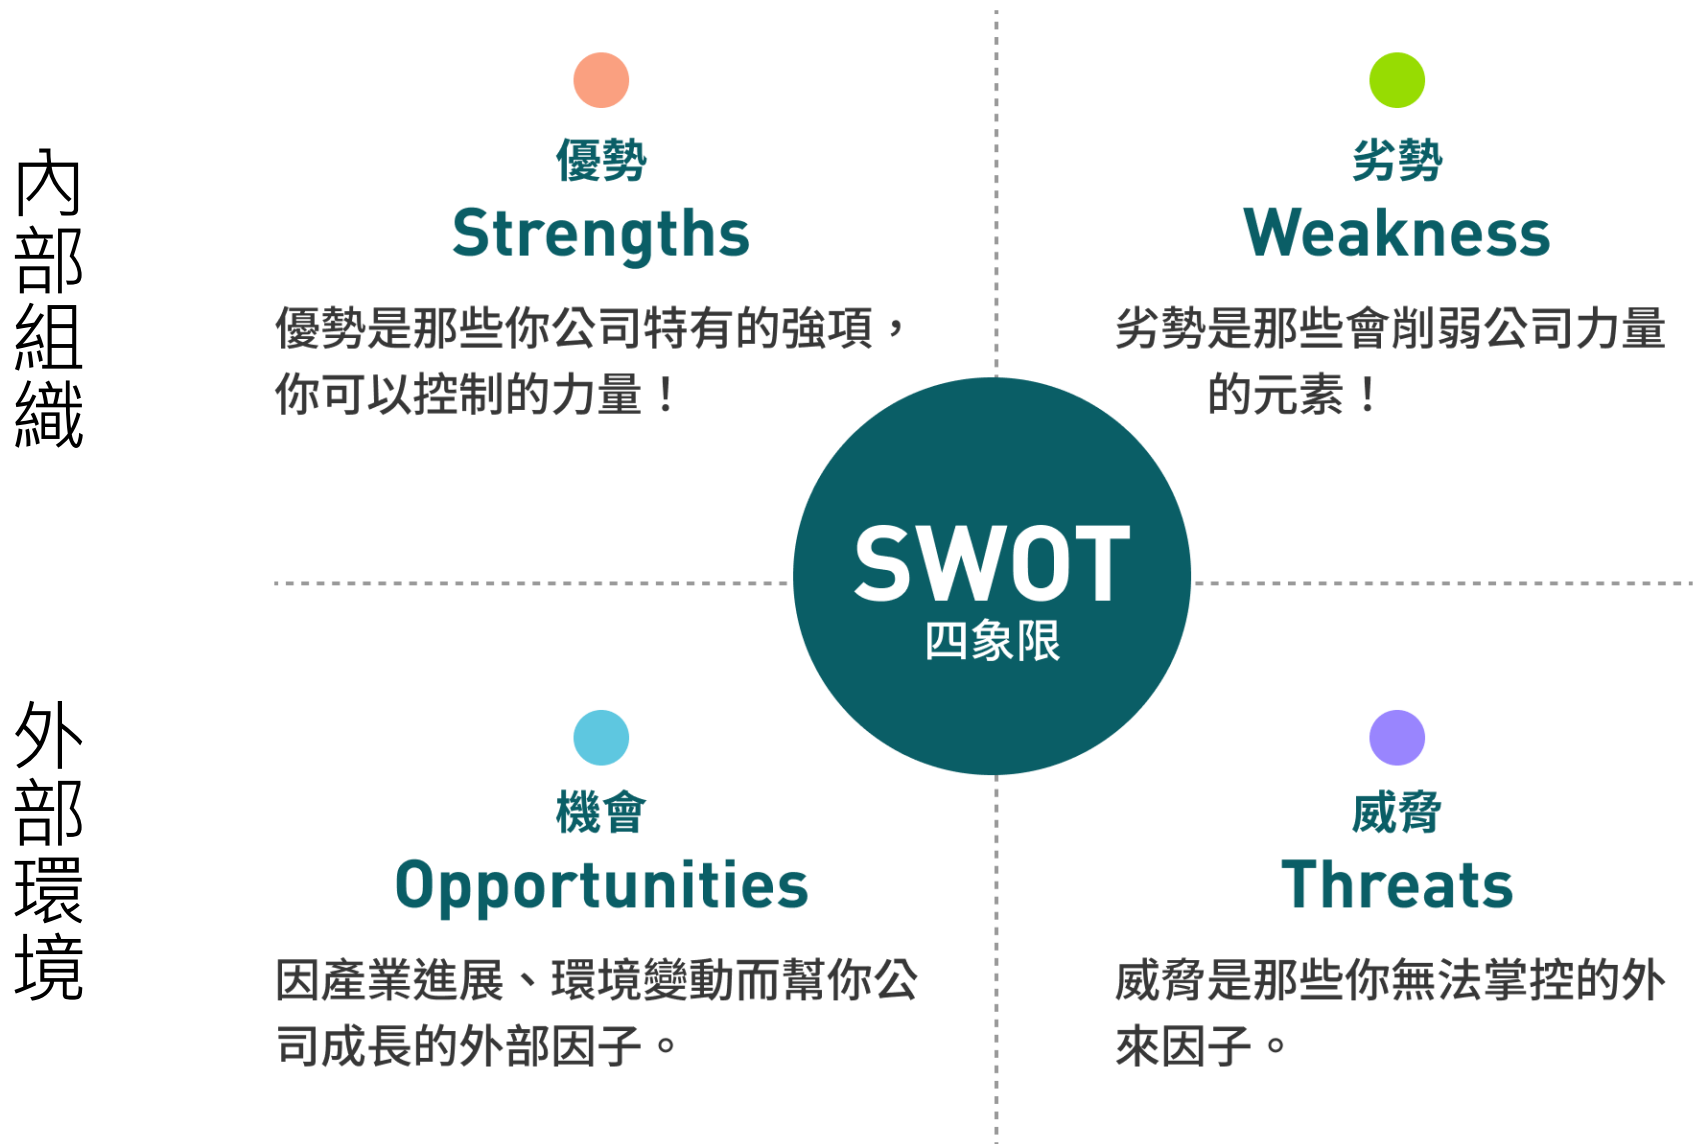 內部組織
優勢
Strengths
優勢是那些你公司特有的強項，
你可以控制的力量！
劣勢
Weakness
劣勢是那些會削弱公司力量
的元素！
SWOT
四象限
外部環境
機會
Opportunities
因產業進展、環境變動而幫你公
司成長的外部因子。
威脅
Threats
威脅是那些你無法掌控的外
來因子。